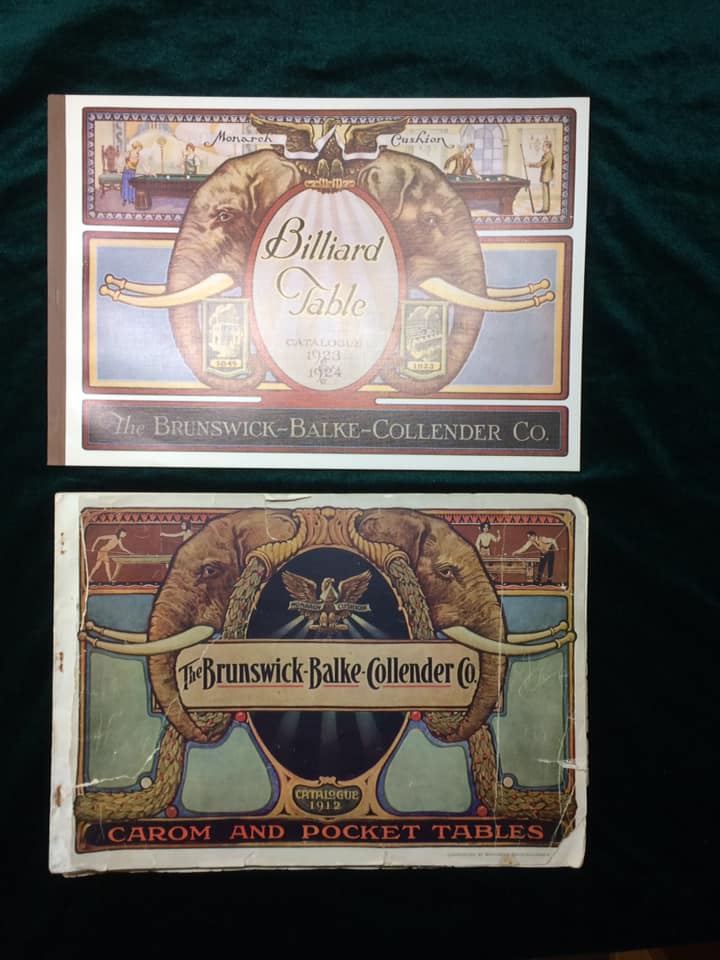 Monarch Cushion
Billiard
Table
CATALOGUE
1923
&
1924
1845
1923
The BRUNSWICK-BALKE-COLLENDER CO.
MONARCH CUSHION
The Brunswick-Balke-Collender Co.
CATALOGUE
1912
CAROM AND POCKET TABLES